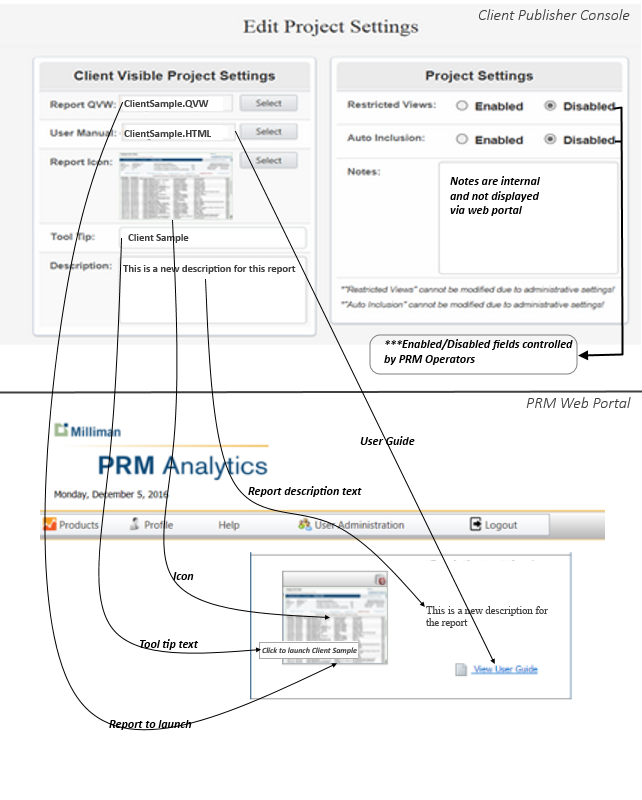 Client Publisher Console
Edit Project Settings
Client Visible Project Settings
Report QVW: ClientSample.QVW Select
User Manual: ClientSample.HTML Select
Report Icon: Select
Tool Tip: Client Sample
Description: This is a new description for this report
Project Settings
Restricted Views: Enabled Disabled
Auto Inclusion: Enabled Disabled
Notes:
Notes are internal
and not displayed
via web portal
*"Restricted Views" cannot be modified due to administrative settings!
*"Auto Inclusion" cannot be modified due to administrative settings!
***Enabled/Disabled fields controlled
by PRM Operators
PRM Web Portal
Milliman
PRM Analytics
Monday, December 5, 2016
User Guide
Report description text
Products Profile Help User Administration Logout
Icon
This is a new description for
the report
Tool tip text
Click to launch Client Sample
View User Guide
Report to launch